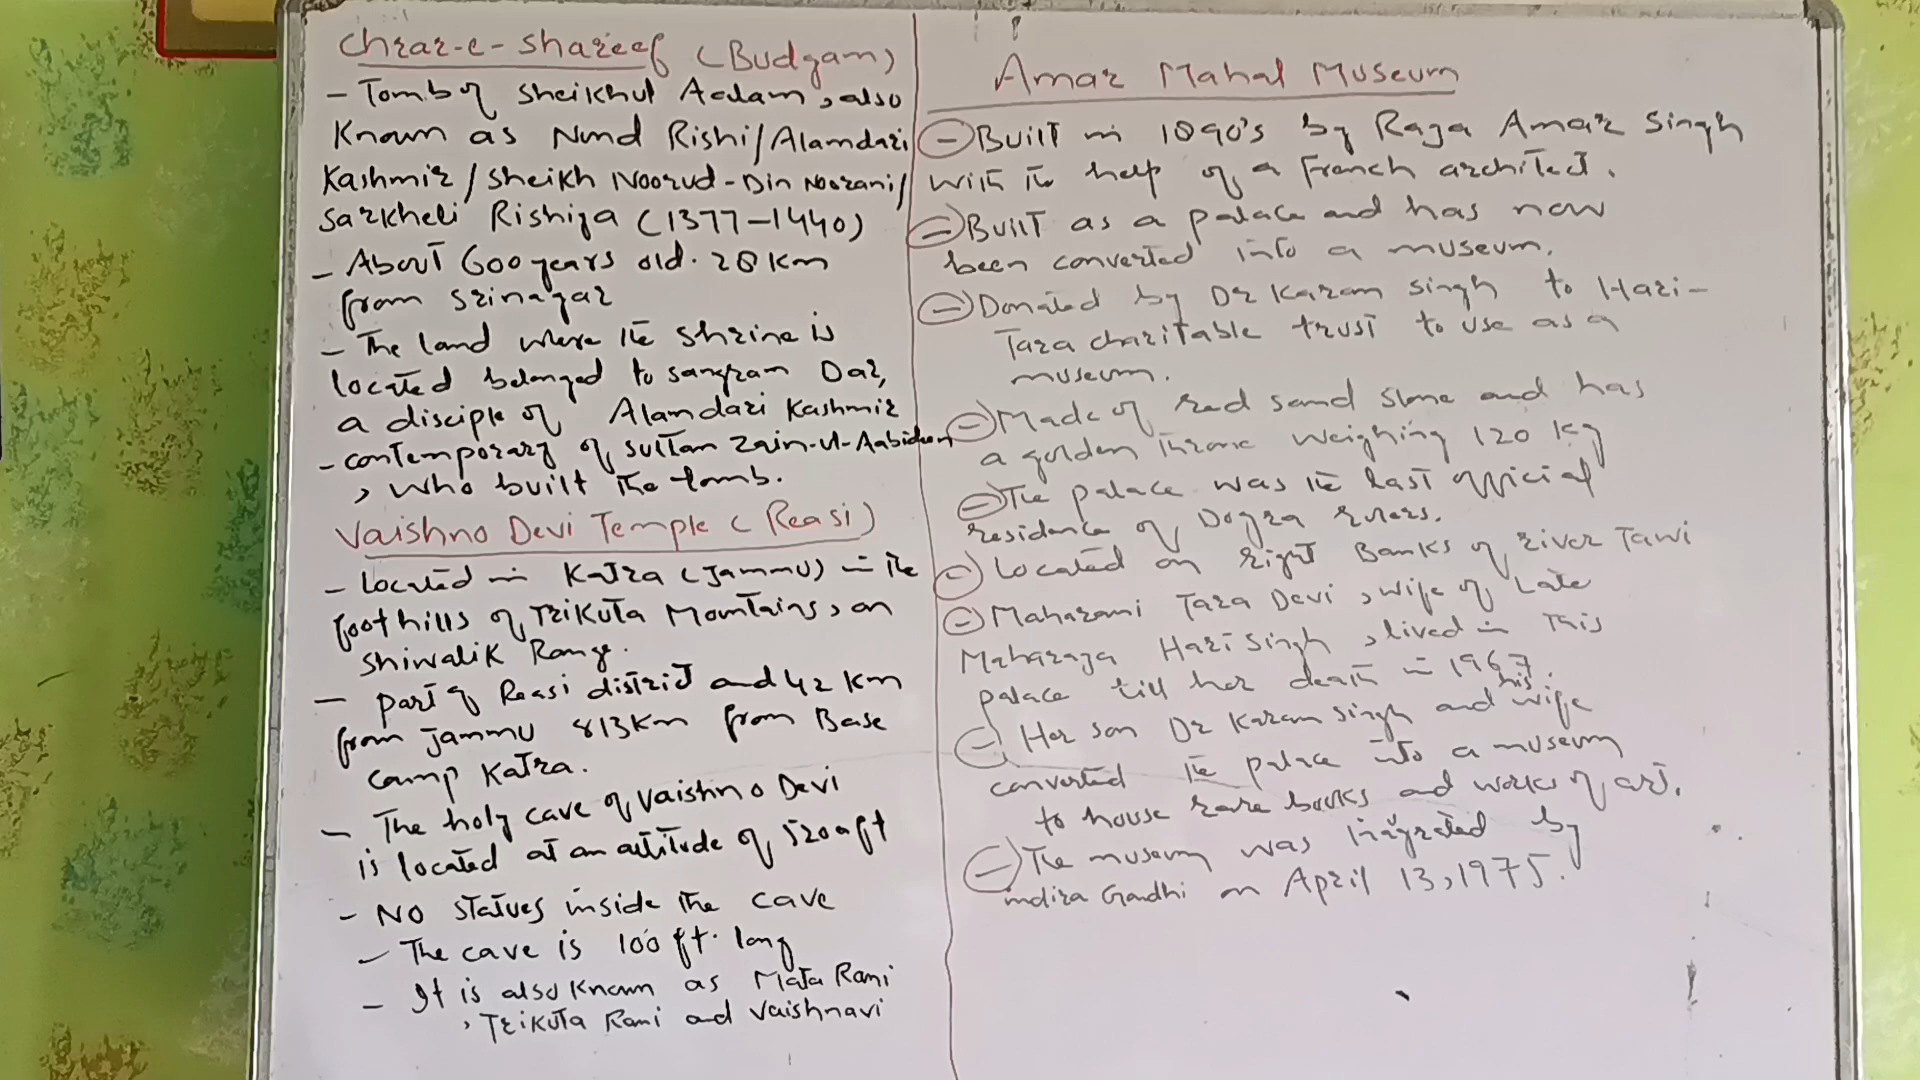 Chrar-e-Shareef (Budgam)
- Tomb of Sheikhul Aalam, also
Known as Nund Rishi/Alamdari
Kashmir/Sheikh Noorud-Din Noorani/
Sarkheli Rishiya (1377-1440)
- About 600 years old. 28 Km
from Srinagar
- The land where the Shrine is
located belonged to Sangram Dar,
a disciple of Alamdari Kashmir
- contemporary of Sultan Zain-ul-Aabideen
, Who built the tomb.
Vaishno Devi Temple (Reasi)
- Located in Katra (Jammu) in the
foothills of Trikuta Mountains, on
Shiwalik Range.
- part of Reasi district and 42 Km
from Jammu & 13Km from Base
camp Katra.
- The holy cave of Vaishno Devi
is located at an altitude of 5200ft
- NO statues inside the cave
- The cave is 100 ft. long
- It is also Known as Mata Rani
, Trikuta Rani and Vaishnavi
Amar Mahal Museum
- Built in 1890's by Raja Amar Singh
with the help of a French architect.
- Built as a palace and has now
been converted into a museum.
- Donated by Dr Karan Singh to Hari-
Tara charitable trust to use as a
museum.
- Made of red sand stone and has
a golden throne weighing 120 kg
- The palace was the last official
residence of Dogra rulers.
- Located on right Banks of river Tawi
- Maharani Tara Devi, wife of Late
Maharaja Hari Singh, lived in This
palace till her death in 1967.
- Her son Dr Karan Singh and his wife
converted the palace into a museum
to house rare books and works of art.
- The museum was by
indira Gandhi on April 13, 1975.